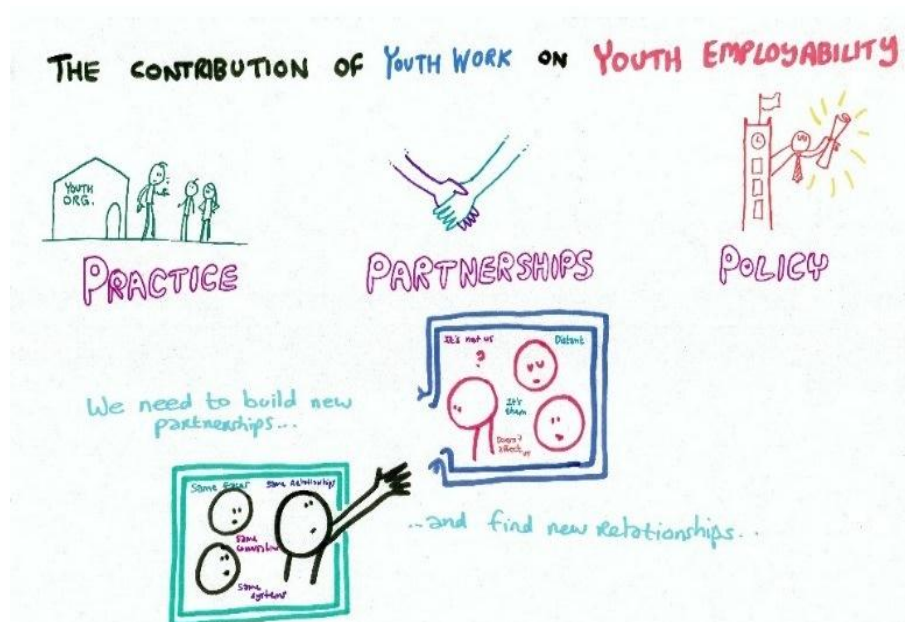 THE CONTRIBUTION OF YOUTH WORK ON YOUTH EMPLOYABILITY
YOUTH
ORG.
PRACTICE
PARTNERSHIPS
POLICY
We need to build new
partnerships...
It's not us
?
Distant
It's
them
Doesn't
affect us
Same faces
Same Relationships
Same
conversations
Same
systems
...and find new relationships...